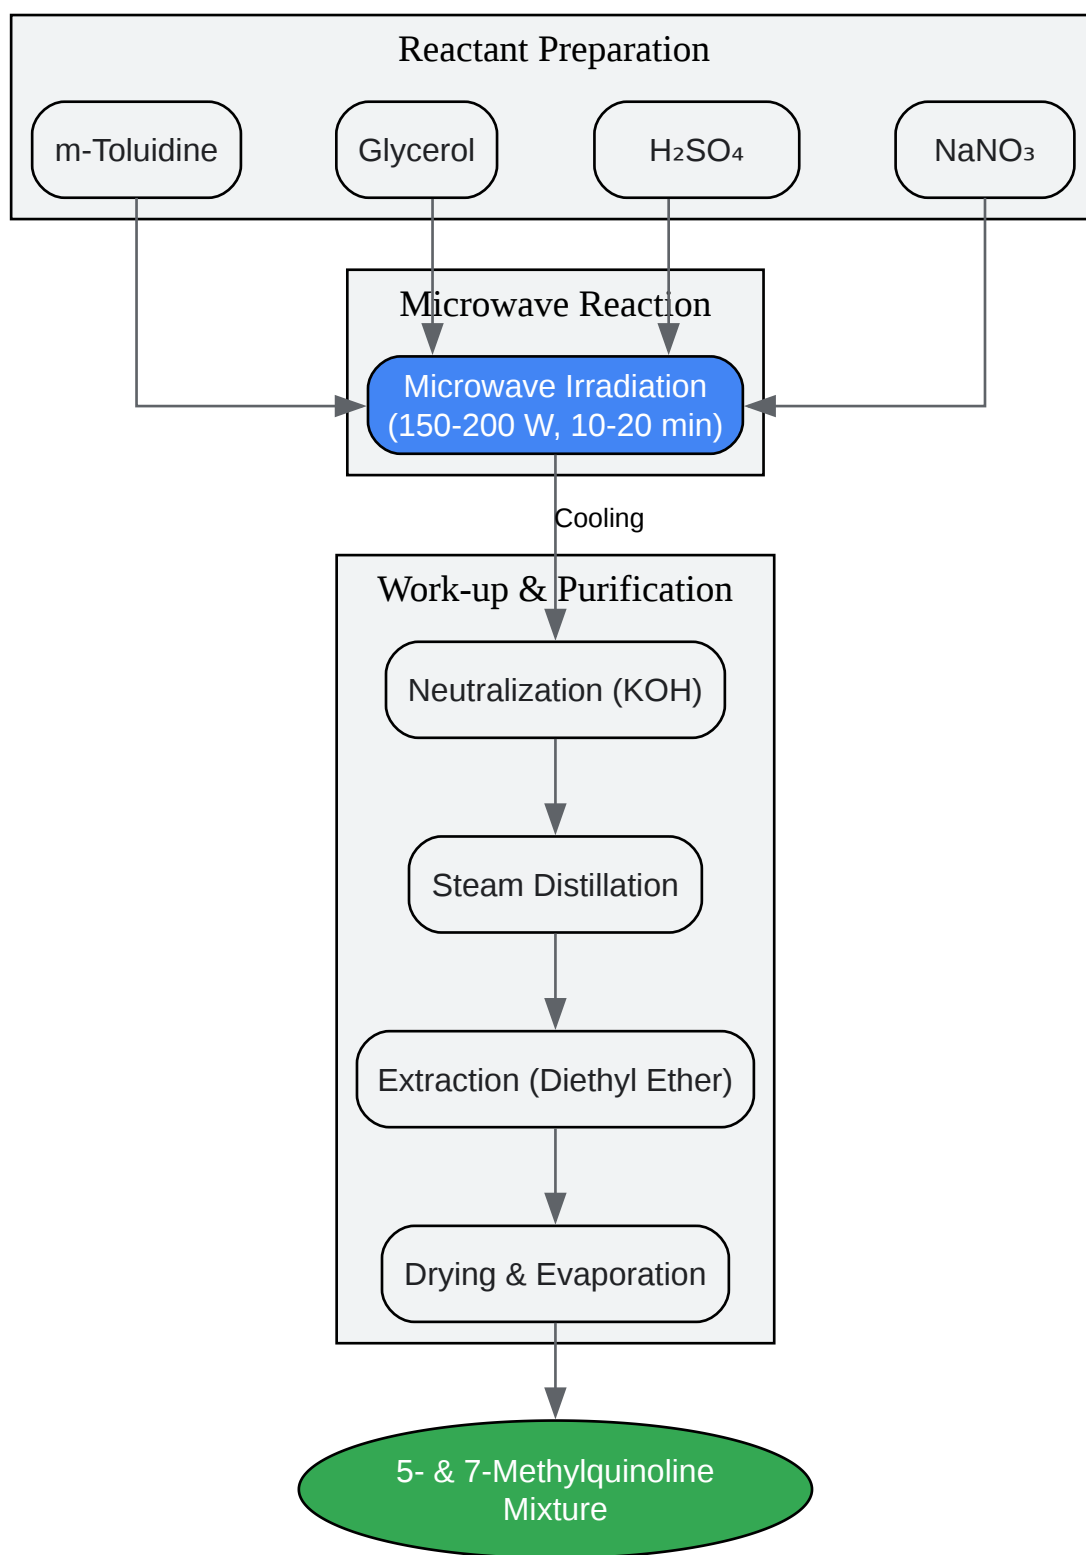 Reactant Preparation
m-Toluidine
Glycerol
H₂SO₄
NaNO₃
Microwave Reaction
Microwave Irradiation
(150-200 W, 10-20 min)
Cooling
Work-up & Purification
Neutralization (KOH)
Steam Distillation
Extraction (Diethyl Ether)
Drying & Evaporation
5- & 7-Methylquinoline
Mixture